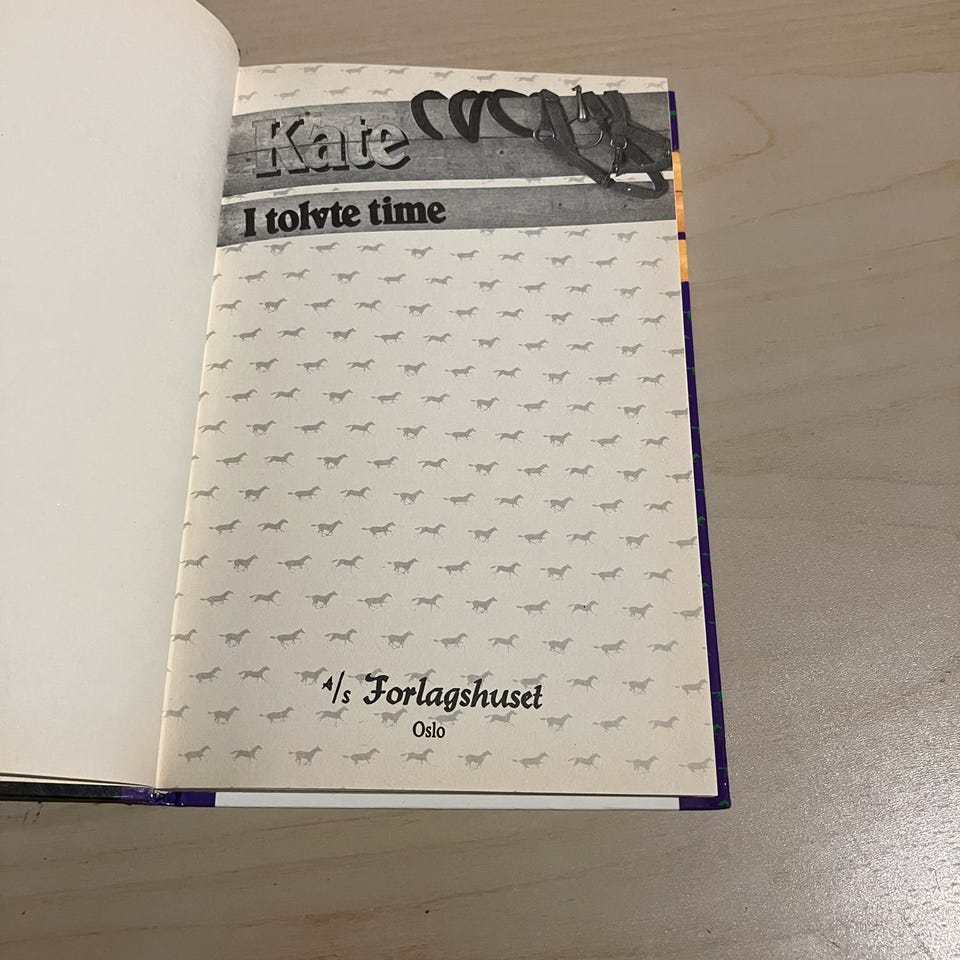 Kate
I tolvte time
A/s Forlagshuset
Oslo